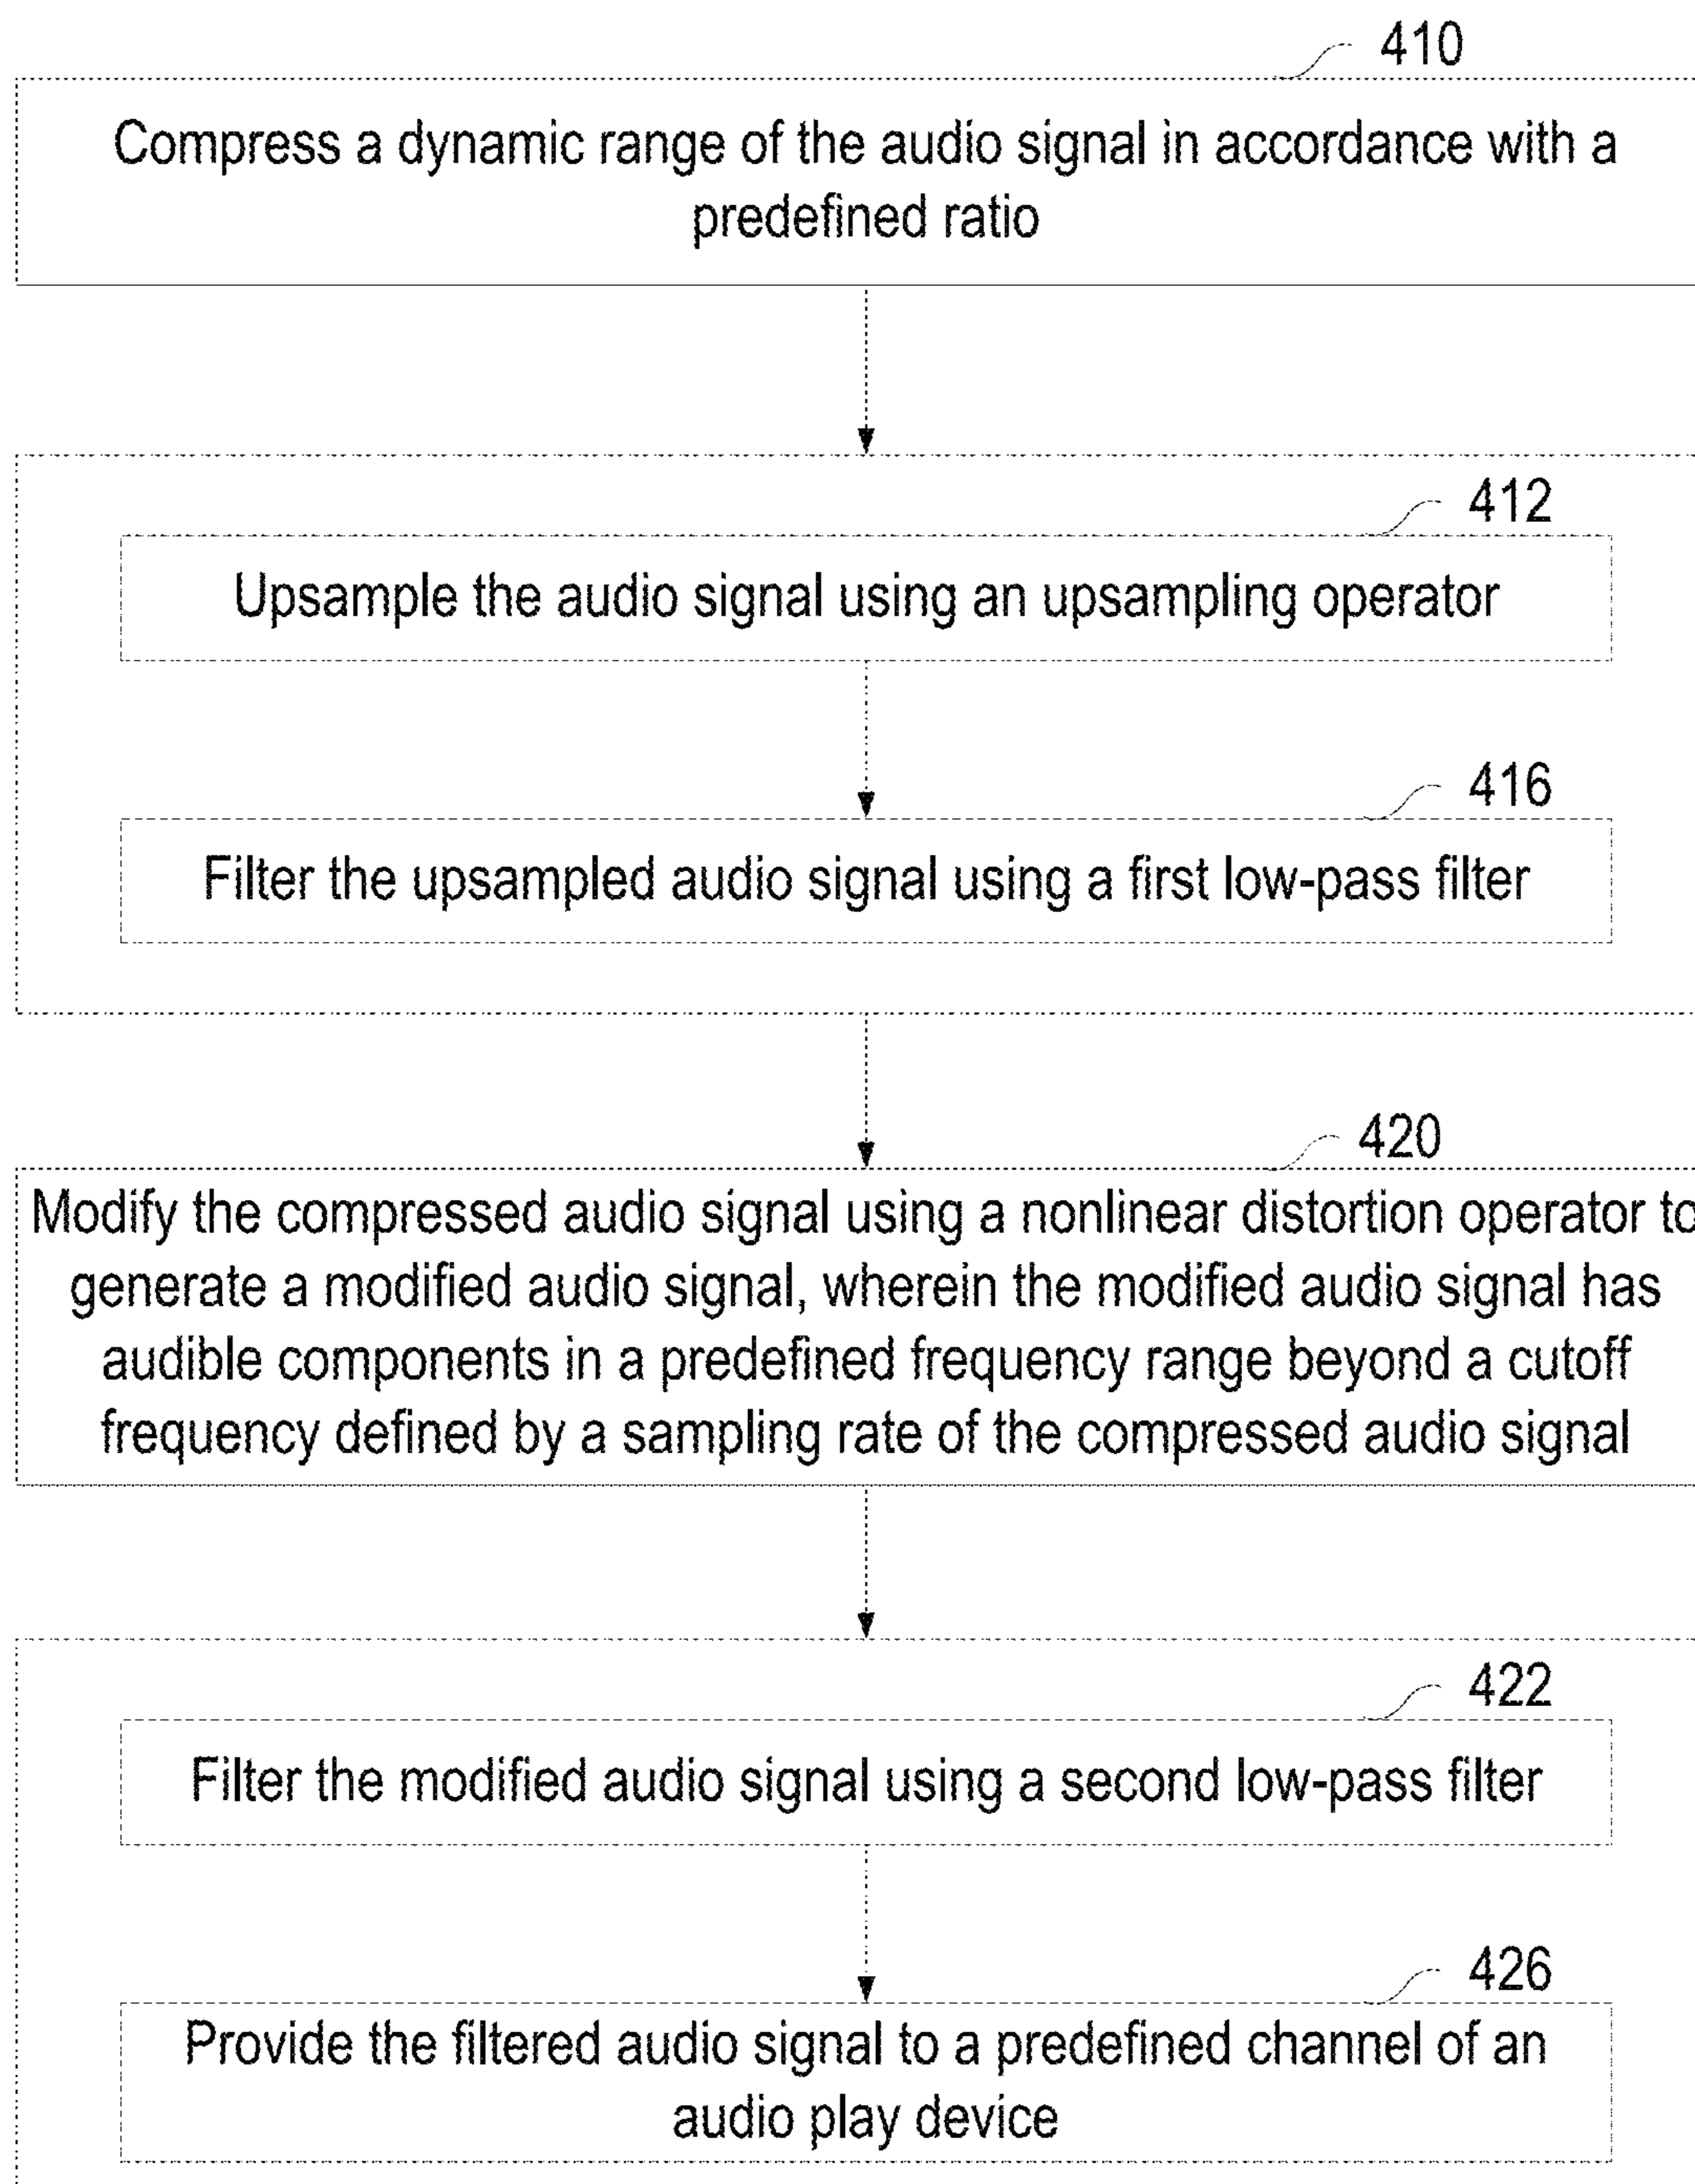 410
Compress a dynamic range of the audio signal in accordance with a
predefined ratio
412
Upsample the audio signal using an upsampling operator
416
Filter the upsampled audio signal using a first low-pass filter
420
Modify the compressed audio signal using a nonlinear distortion operator to
generate a modified audio signal, wherein the modified audio signal has
audible components in a predefined frequency range beyond a cutoff
frequency defined by a sampling rate of the compressed audio signal
422
Filter the modified audio signal using a second low-pass filter
426
Provide the filtered audio signal to a predefined channel of an
audio play device